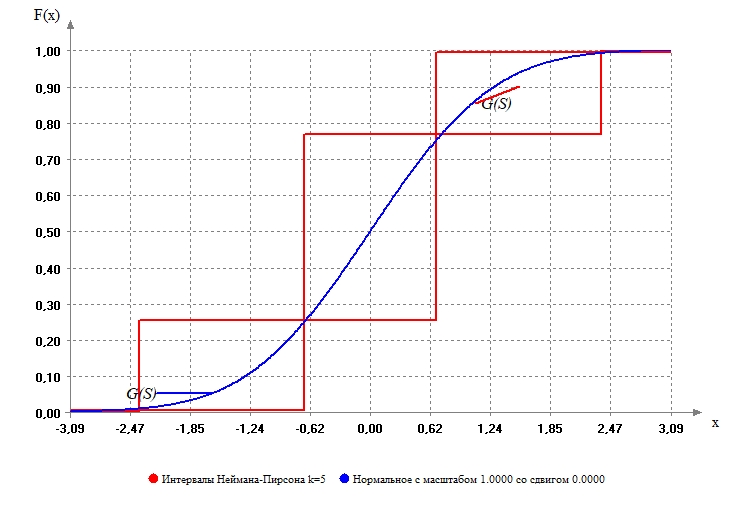 F(x)
1,00
0,90
G(S)
0,80
0,70
0,60
0,50
0,40
0,30
0,20
0,10
G(S)
0,00
-3,09 -2,47 -1,85 -1,24 -0,62 0,00 0,62 1,24 1,85 2,47 3,09
x
Интервалы Неймана-Пирсона k=5 Нормальное с масштабом 1.0000 со сдвигом 0.0000